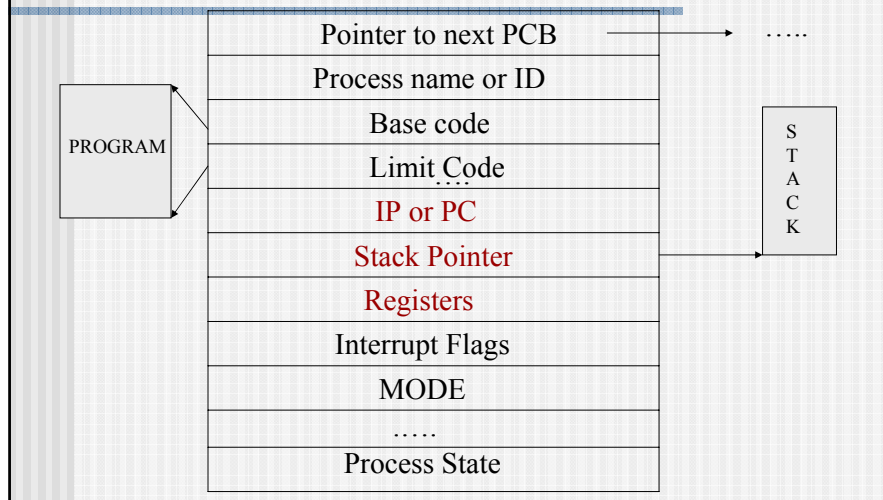 Pointer to next PCB
…..
Process name or ID
Base code
PROGRAM
Limit Code
….
IP or PC
Stack Pointer
Registers
Interrupt Flags
MODE
…..
Process State
S
T
A
C
K